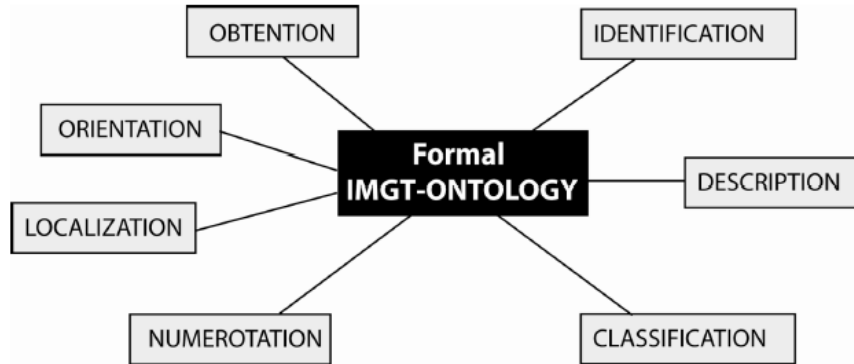 OBTENTION
IDENTIFICATION
ORIENTATION
Formal
IMGT-ONTOLOGY
DESCRIPTION
LOCALIZATION
NUMEROTATION
CLASSIFICATION